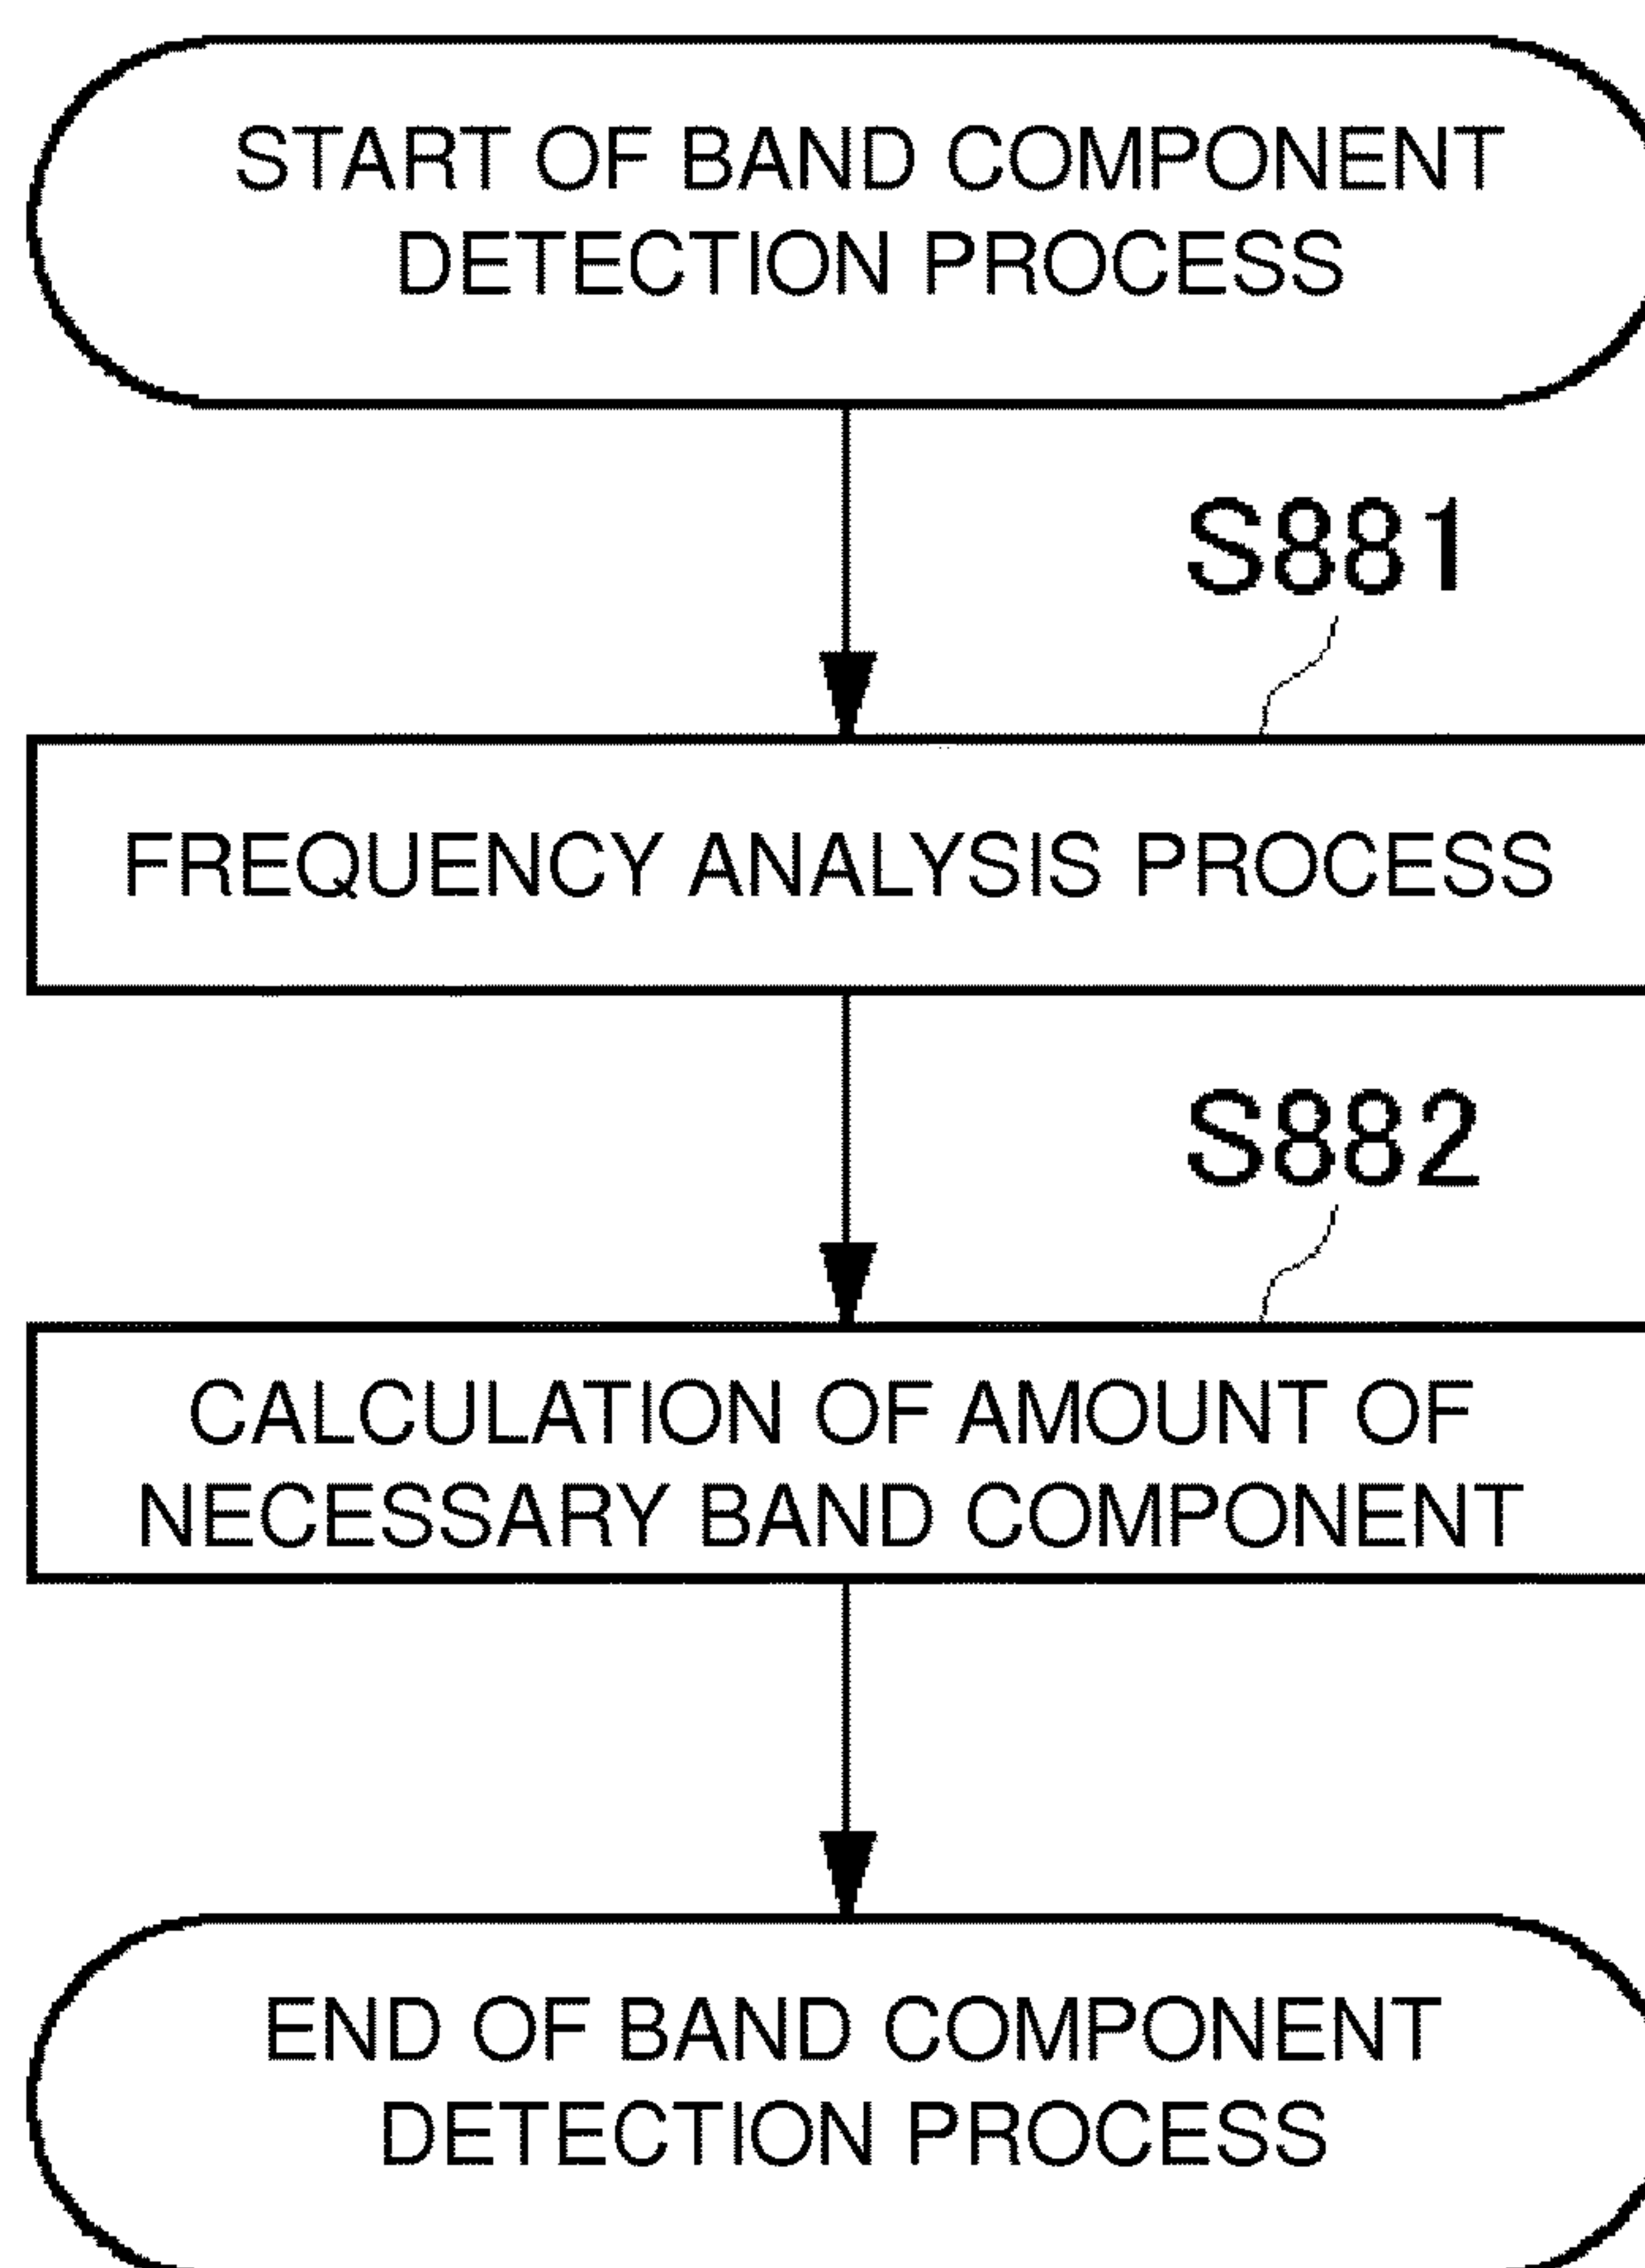 START OF BAND COMPONENT
DETECTION PROCESS
S881
FREQUENCY ANALYSIS PROCESS
S882
CALCULATION OF AMOUNT OF
NECESSARY BAND COMPONENT
END OF BAND COMPONENT
DETECTION PROCESS